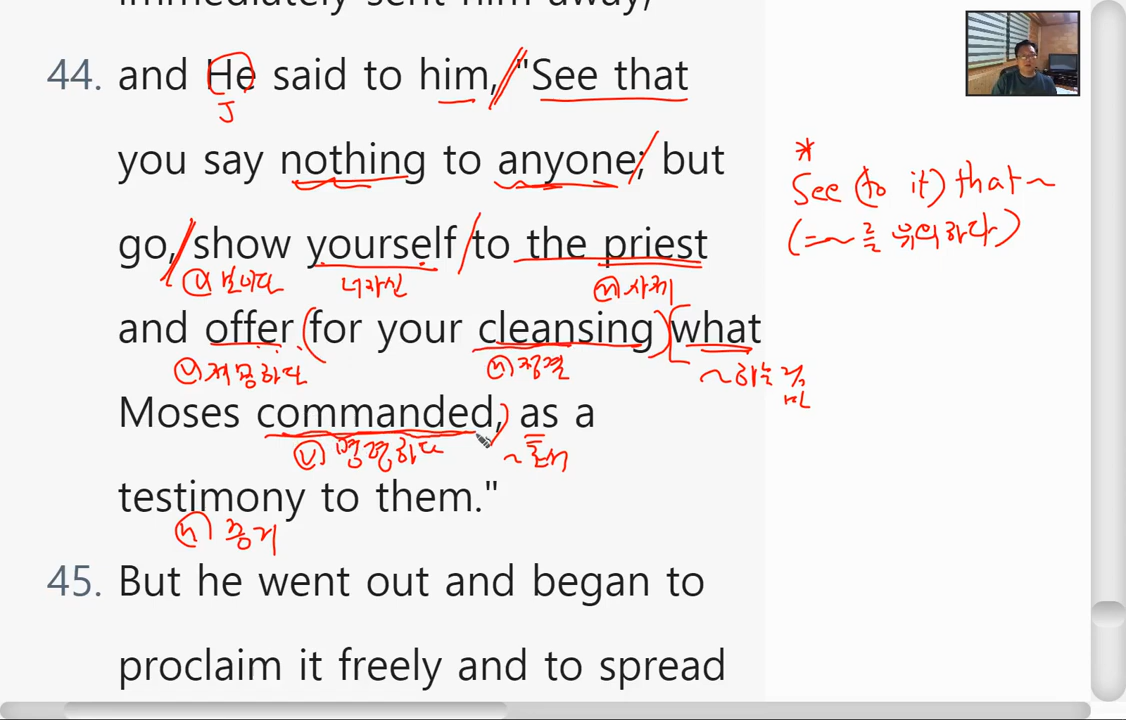 immediately sent him away,
44. and He said to him, "See that
J
you say nothing to anyone; but
*
See (to it) that ~
(=~를 유의하다)
go, show yourself to the priest
ⓥ 보이다 너자신 ⓝ 사제
and offer for your cleansing what
ⓥ 제공하다 ⓝ 정결 ~하는 것
Moses commanded, as a
ⓥ 명령하다 ~로서
testimony to them."
ⓝ 증거
45. But he went out and began to
proclaim it freely and to spread